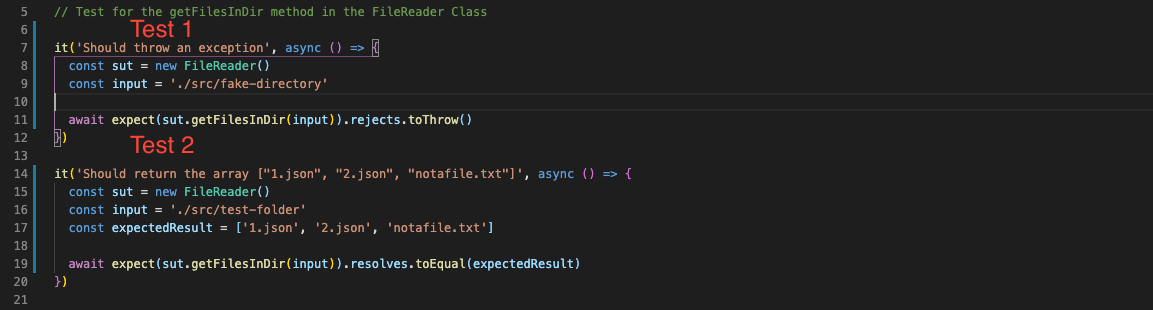 5 // Test for the getFilesInDir method in the FileReader Class
6 Test 1
7 it('Should throw an exception', async () => {
8 const sut = new FileReader()
9 const input = './src/fake-directory'
10
11 await expect(sut.getFilesInDir(input)).rejects.toThrow()
12 })
13 Test 2
14 it('Should return the array ["1.json", "2.json", "notafile.txt"]', async () => {
15 const sut = new FileReader()
16 const input = './src/test-folder'
17 const expectedResult = ['1.json', '2.json', 'notafile.txt']
18
19 await expect(sut.getFilesInDir(input)).resolves.toEqual(expectedResult)
20 })
21